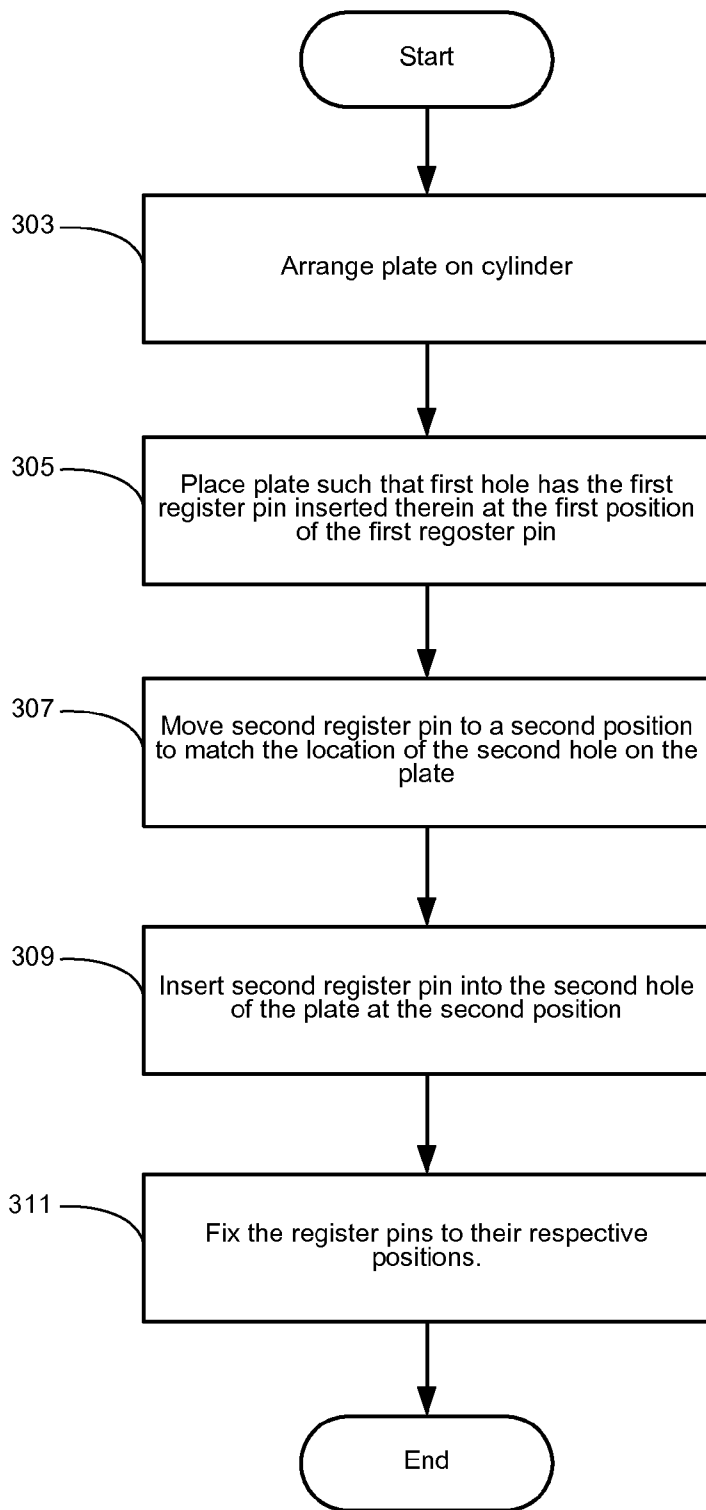 Start
303
Arrange plate on cylinder
305
Place plate such that first hole has the first
register pin inserted therein at the first position
of the first regoster pin
307
Move second register pin to a second position
to match the location of the second hole on the
plate
309
Insert second register pin into the second hole
of the plate at the second position
311
Fix the register pins to their respective
positions.
End